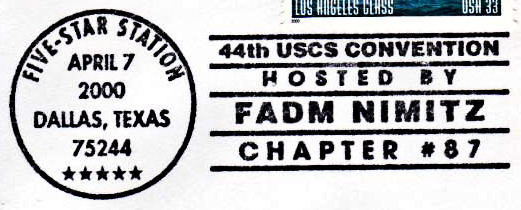 LOS ANGELES CLASS
2000
USA 33
FIVE-STAR STATION
APRIL 7
2000
DALLAS, TEXAS
75244
44th USCS CONVENTION
HOSTED BY
FADM NIMITZ
CHAPTER #87